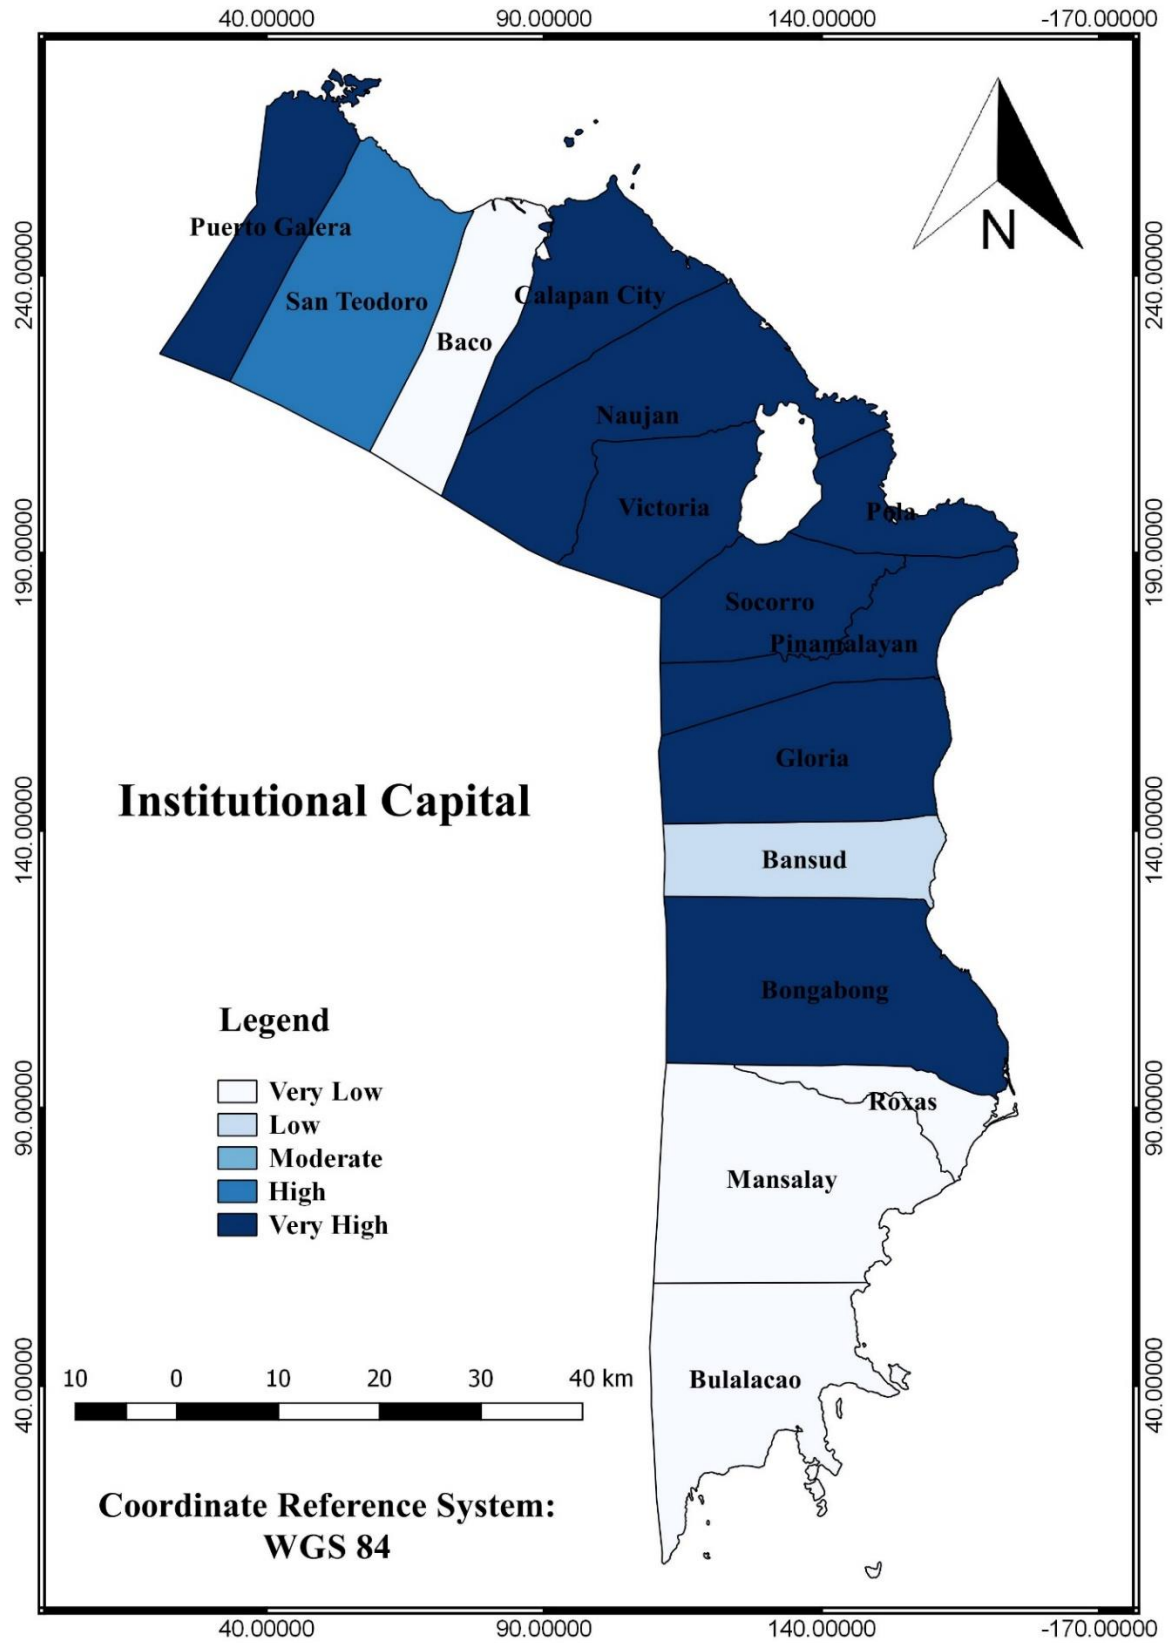 40.00000 90.00000 140.00000 -170.00000
N
Puerto Galera
San Teodoro
Calapan City
Baco
Naujan
Victoria
Pola
Socorro
Pinamalayan
Gloria
Institutional Capital
Bansud
Bongabong
Legend
Very Low
Low
Moderate
High
Very High
Roxas
Mansalay
Bulalacao
10 0 10 20 30 40 km
Coordinate Reference System:
WGS 84
240.00000
190.00000
140.00000
90.00000
40.00000
240.00000
190.00000
140.00000
90.00000
40.00000
40.00000 90.00000 140.00000 -170.00000